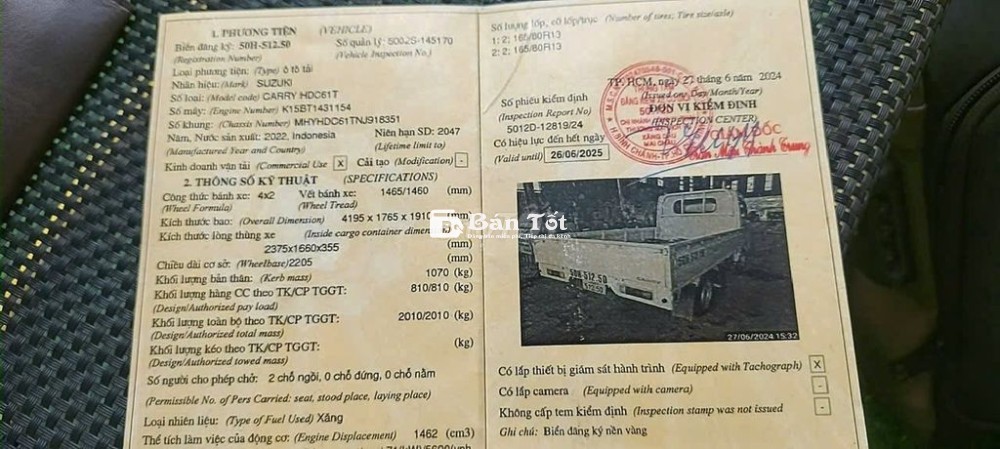 1. PHƯƠNG TIỆN (VEHICLE)
Biển đăng ký: 50H-512.50 Số quản lý: 5002S-145170
(Registration Number) (Vehicle Inspection No.)
Loại phương tiện: (Type) ô tô tải
Nhãn hiệu: (Mark) SUZUKI
Số loại: (Model code) CARRY HDC61T
Số máy: (Engine Number) K15BT1431154
Số khung: (Chassis Number) MHYHDC61TNJ918351
Năm, Nước sản xuất: 2022, Indonesia Niên hạn SD: 2047
(Manufactured Year and Country) (Lifetime limit to)
Kinh doanh vận tải (Commercial Use) X Cải tạo (Modification) -
2. THÔNG SỐ KỸ THUẬT (SPECIFICATIONS)
Công thức bánh xe: 4x2 Vết bánh xe: 1465/1460 (mm)
(Wheel Formula) (Wheel Tread)
Kích thước bao: (Overall Dimension) 4195 x 1765 x 1910 (mm)
Kích thước lòng thùng xe (Inside cargo container dimension)
2375x1660x355 (mm)
Chiều dài cơ sở: (Wheelbase) 2205 (mm)
Khối lượng bản thân: (Kerb mass) 1070 (kg)
Khối lượng hàng CC theo TK/CP TGGT: 810/810 (kg)
(Design/Authorized pay load)
Khối lượng toàn bộ theo TK/CP TGGT: 2010/2010 (kg)
(Design/Authorized total mass)
Khối lượng kéo theo TK/CP TGGT: (kg)
(Design/Authorized towed mass)
Số người cho phép chở: 2 chỗ ngồi, 0 chỗ đứng, 0 chỗ nằm
(Permissible No. of Pers Carried: seat, stood place, laying place)
Loại nhiên liệu: (Type of Fuel Used) Xăng
Thể tích làm việc của động cơ: (Engine Displacement) 1462 (cm3)
Số lượng lốp, cỡ lốp/trục (Number of tires; Tire size/axle)
1: 2; 165/80R13
2: 2; 165/80R13
TP. HCM, ngày 27 tháng 6 năm 2024
(Issued on: Day/Month/Year)
Số phiếu kiểm định ĐƠN VỊ KIỂM ĐỊNH
(Inspection Report No) (INSPECTION CENTER)
5012D-12819/24
Có hiệu lực đến hết ngày
(Valid until) 26/06/2025
Bán Tốt
50H-512.50
27/06/2024 15:32
Có lắp thiết bị giám sát hành trình (Equipped with Tachograph) X
Có lắp camera (Equipped with camera) -
Không cấp tem kiểm định (Inspection stamp was not issued -
Ghi chú: Biển đăng ký nền vàng